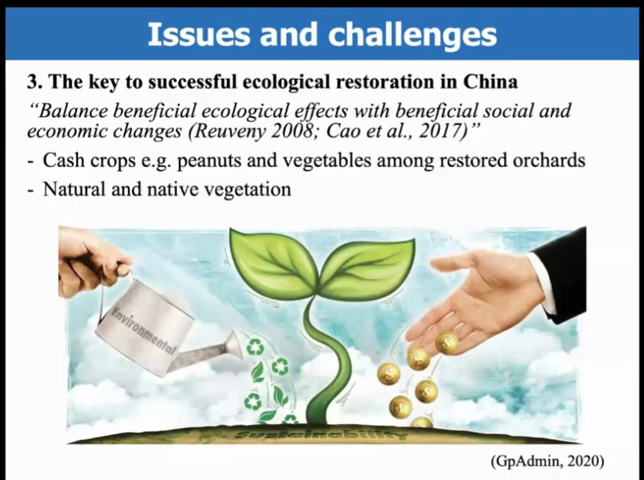 Issues and challenges
3. The key to successful ecological restoration in China
“Balance beneficial ecological effects with beneficial social and
economic changes (Reuveny 2008; Cao et al., 2017)”
- Cash crops e.g. peanuts and vegetables among restored orchards
- Natural and native vegetation
Environmental
Sustainability
(GpAdmin, 2020)